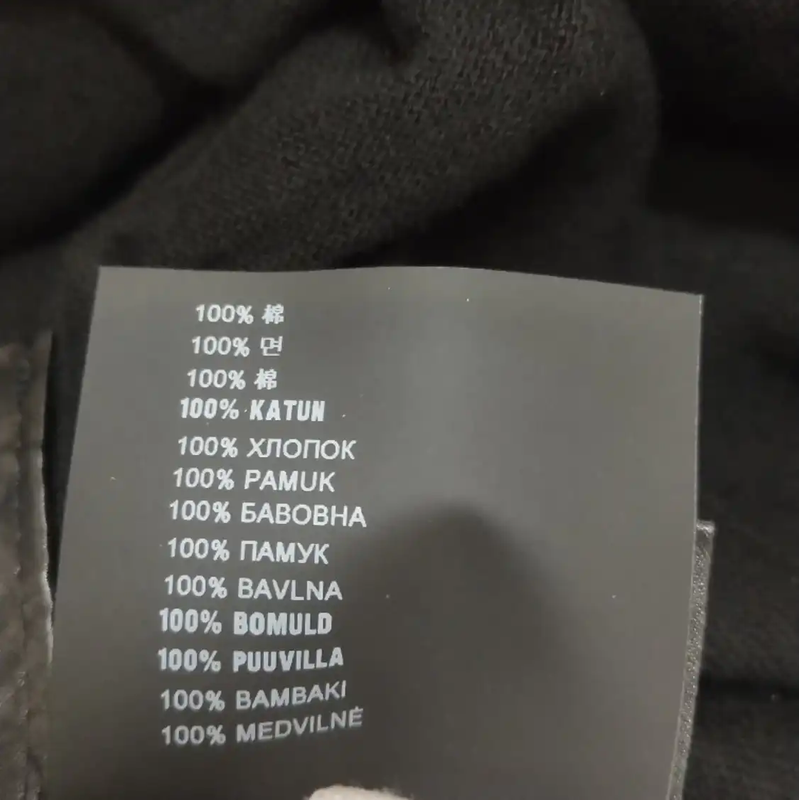 100% 棉
100% 면
100% 棉
100% KATUN
100% ХЛОПОК
100% PAMUK
100% БАВОВНА
100% ПАМУК
100% BAVLNA
100% BOMULD
100% PUUVILLA
100% BAMBAKI
100% MEDVILNĖ